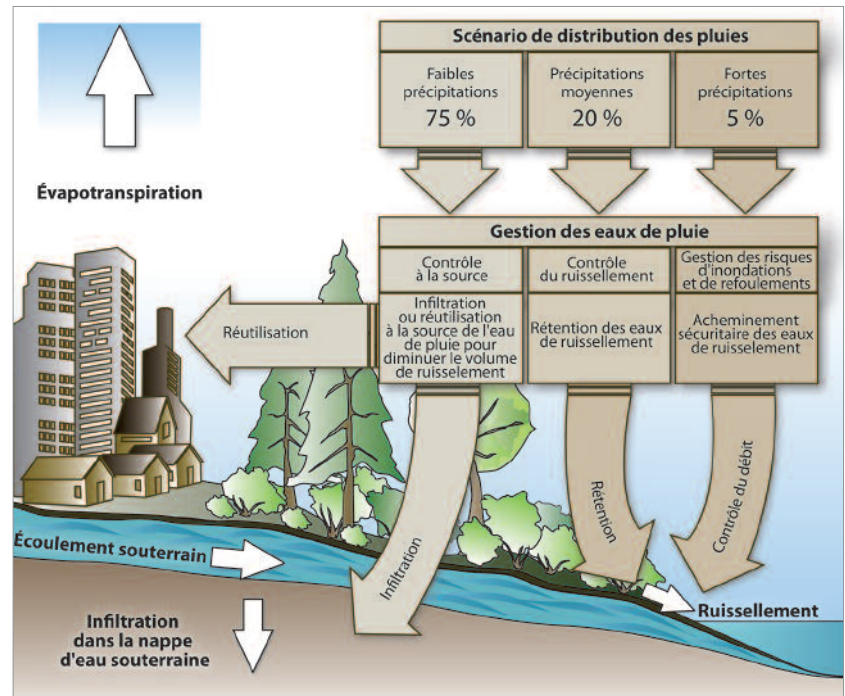 Scénario de distribution des pluies
Faibles
précipitations
75 %
Précipitations
moyennes
20 %
Fortes
précipitations
5 %
Évapotranspiration
Gestion des eaux de pluie
Contrôle
à la source
Contrôle
du ruissellement
Gestion des risques
d'inondations
et de refoulements
Réutilisation
Infiltration
ou réutilisation
à la source de l'eau
de pluie pour
diminuer le volume
de ruisselement
Rétention des eaux
de ruissellement
Acheminement
sécuritaire des eaux
de ruisselement
Infiltration
Rétention
Contrôle du débit
Écoulement souterrain
Ruissellement
Infiltration
dans la nappe
d'eau souterraine